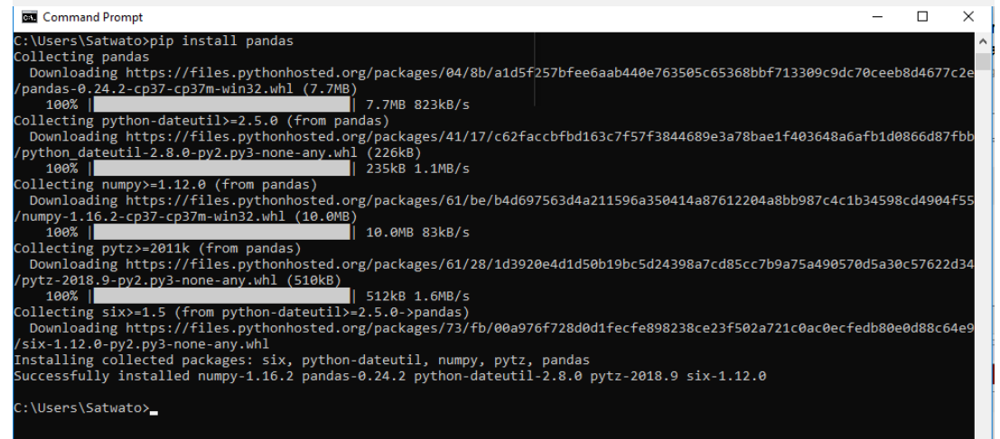 Command Prompt
C:\Users\Satwato>pip install pandas
Collecting pandas
  Downloading https://files.pythonhosted.org/packages/04/8b/a1d5f257bfee6aab440e763505c65368bbf713309c9dc70ceeb8d4677c2e
/pandas-0.24.2-cp37-cp37m-win32.whl (7.7MB)
    100% || 7.7MB 823kB/s
Collecting python-dateutil>=2.5.0 (from pandas)
  Downloading https://files.pythonhosted.org/packages/41/17/c62faccbfbd163c7f57f3844689e3a78bae1f403648a6afb1d0866d87fbb
/python_dateutil-2.8.0-py2.py3-none-any.whl (226kB)
    100% || 235kB 1.1MB/s
Collecting numpy>=1.12.0 (from pandas)
  Downloading https://files.pythonhosted.org/packages/61/be/b4d697563d4a211596a350414a87612204a8bb987c4c1b34598cd4904f55
/numpy-1.16.2-cp37-cp37m-win32.whl (10.0MB)
    100% || 10.0MB 83kB/s
Collecting pytz>=2011k (from pandas)
  Downloading https://files.pythonhosted.org/packages/61/28/1d3920e4d1d50b19bc5d24398a7cd85cc7b9a75a490570d5a30c57622d34
/pytz-2018.9-py2.py3-none-any.whl (510kB)
    100% || 512kB 1.6MB/s
Collecting six>=1.5 (from python-dateutil>=2.5.0->pandas)
  Downloading https://files.pythonhosted.org/packages/73/fb/00a976f728d0d1fecfe898238ce23f502a721c0ac0ecfedb80e0d88c64e9
/six-1.12.0-py2.py3-none-any.whl
Installing collected packages: six, python-dateutil, numpy, pytz, pandas
Successfully installed numpy-1.16.2 pandas-0.24.2 python-dateutil-2.8.0 pytz-2018.9 six-1.12.0
C:\Users\Satwato>_